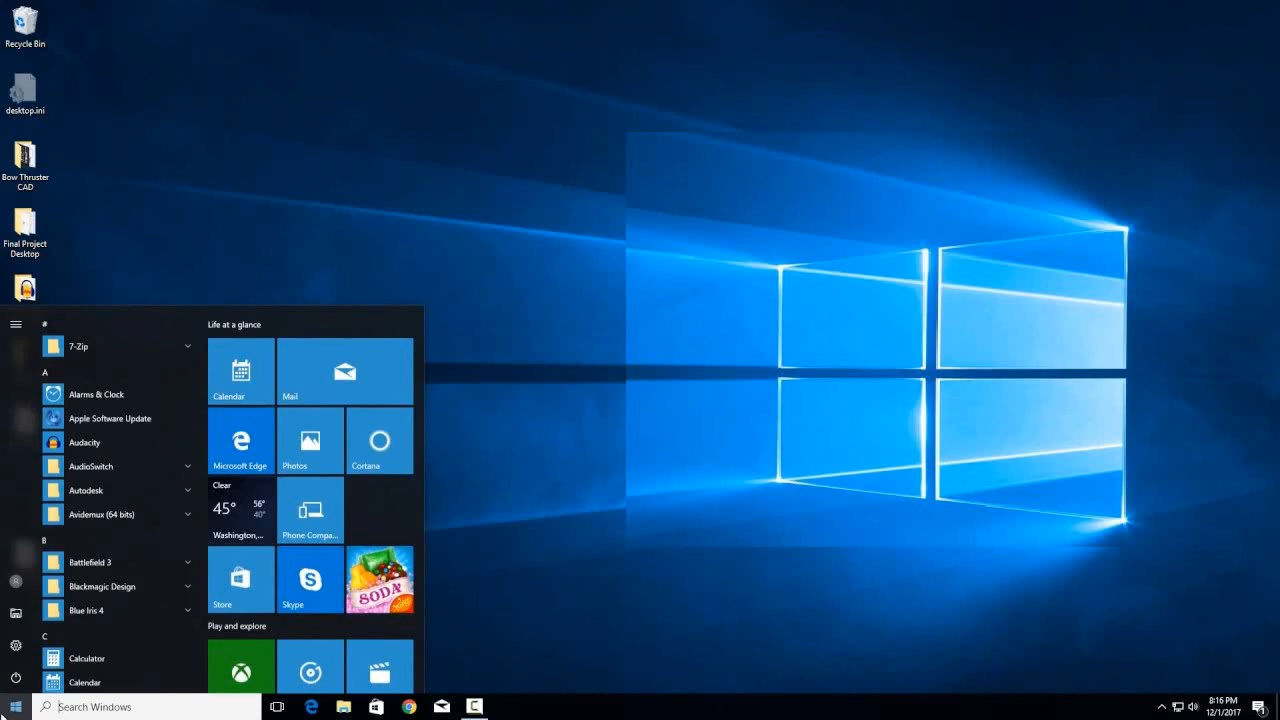 Recycle Bin
desktop.ini
Bow Thruster
CAD
Final Project
Desktop
#
7-Zip
A
Alarms & Clock
Apple Software Update
Audacity
AudioSwitch
Autodesk
Avidemux (64 bits)
B
Battlefield 3
Blackmagic Design
Blue Iris 4
C
Calculator
Calendar
Life at a glance
Calendar
Mail
Microsoft Edge
Photos
Cortana
Clear
45° 56°
40°
Washington,...
Phone Compa...
Store
Skype
SODA
Play and explore
Search Windows
8:16 PM
12/1/2017
1